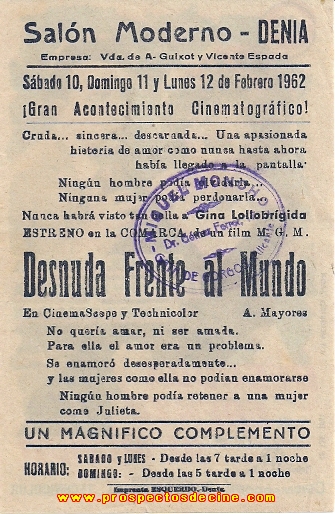 Salón Moderno - DENIA
Empresa: Vda. de A- Guixot y Vicente Espada
Sábado 10, Domingo 11 y Lunes 12 de Febrero 1962
¡Gran Acontecimiento Cinematográfico!
Cruda... sincera... descarnada... Una apasionada
historia de amor como nunca hasta ahora
había llegado a la pantalla:
Ningún hombre podía olvidarla...
Ninguna mujer podía perdonarla...
Nunca habrá visto tan bella a Gina Lollobrígida
ESTRENO en la COMARCA de un film M. G. M.
Desnuda Frente al Mundo
En CinemaScope y Technicolor A. Mayores
No quería amar, ni ser amada.
Para ella el amor era un problema.
Se enamoró desesperadamente...
y las mujeres como ella no podían enamorarse
Ningún hombre podía retener a una mujer
como Julieta.
UN MAGNIFICO COMPLEMENTO
HORARIO: SABADO y LUNES - Desde las 7 tarde a 1 noche
DOMINGO: - Desde las 5 tarde a 1 noche
Imprenta ESQUERDO.-Denia
www.prospectosdecine.com